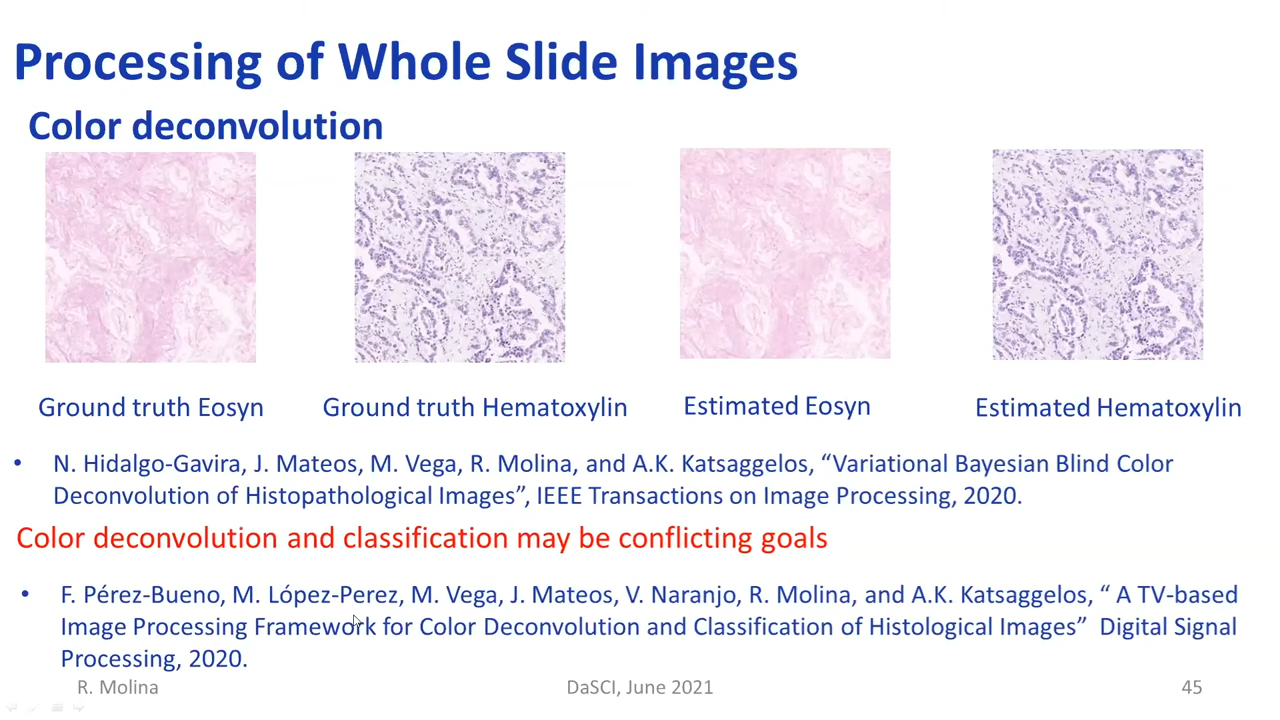 Processing of Whole Slide Images
Color deconvolution
Ground truth Eosyn
Ground truth Hematoxylin
Estimated Eosyn
Estimated Hematoxylin
• N. Hidalgo-Gavira, J. Mateos, M. Vega, R. Molina, and A.K. Katsaggelos, “Variational Bayesian Blind Color
Deconvolution of Histopathological Images”, IEEE Transactions on Image Processing, 2020.
Color deconvolution and classification may be conflicting goals
• F. Pérez-Bueno, M. López-Perez, M. Vega, J. Mateos, V. Naranjo, R. Molina, and A.K. Katsaggelos, “ A TV-based
Image Processing Framework for Color Deconvolution and Classification of Histological Images” Digital Signal
Processing, 2020.
R. Molina
DaSCI, June 2021
45